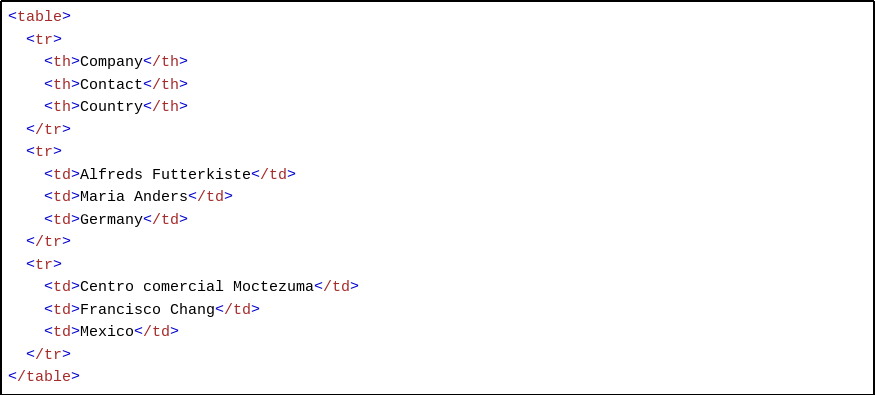 <table>
  <tr>
    <th>Company</th>
    <th>Contact</th>
    <th>Country</th>
  </tr>
  <tr>
    <td>Alfreds Futterkiste</td>
    <td>Maria Anders</td>
    <td>Germany</td>
  </tr>
  <tr>
    <td>Centro comercial Moctezuma</td>
    <td>Francisco Chang</td>
    <td>Mexico</td>
  </tr>
</table>